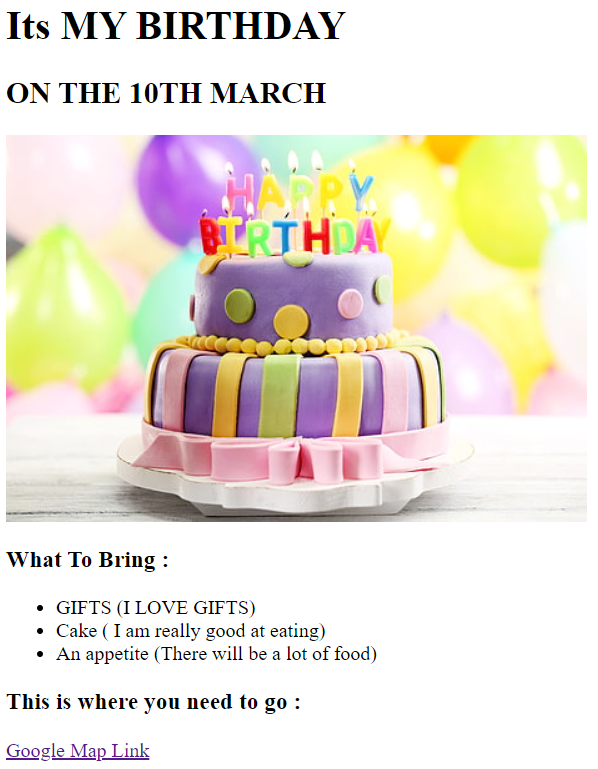 Its MY BIRTHDAY
ON THE 10TH MARCH
HAPPY
BIRTHDAY
What To Bring :
GIFTS (I LOVE GIFTS)
Cake ( I am really good at eating)
An appetite (There will be a lot of food)
This is where you need to go :
Google Map Link